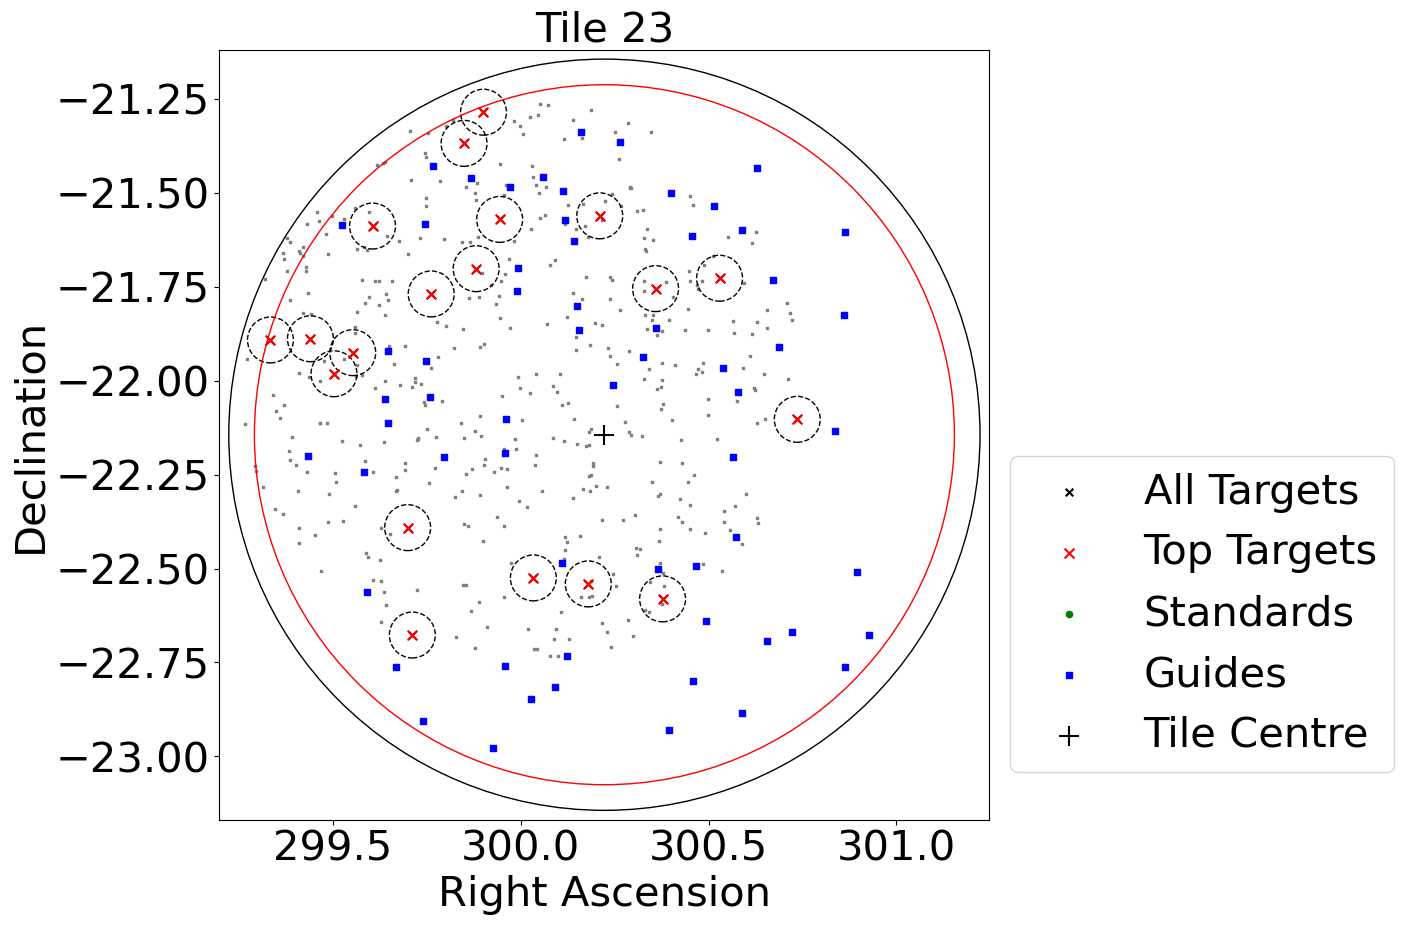 Tile 23
−21.25
−21.50
−21.75
−22.00
−22.25
−22.50
−22.75
−23.00
Declination
299.5 300.0 300.5 301.0
Right Ascension
All Targets
Top Targets
Standards
Guides
Tile Centre